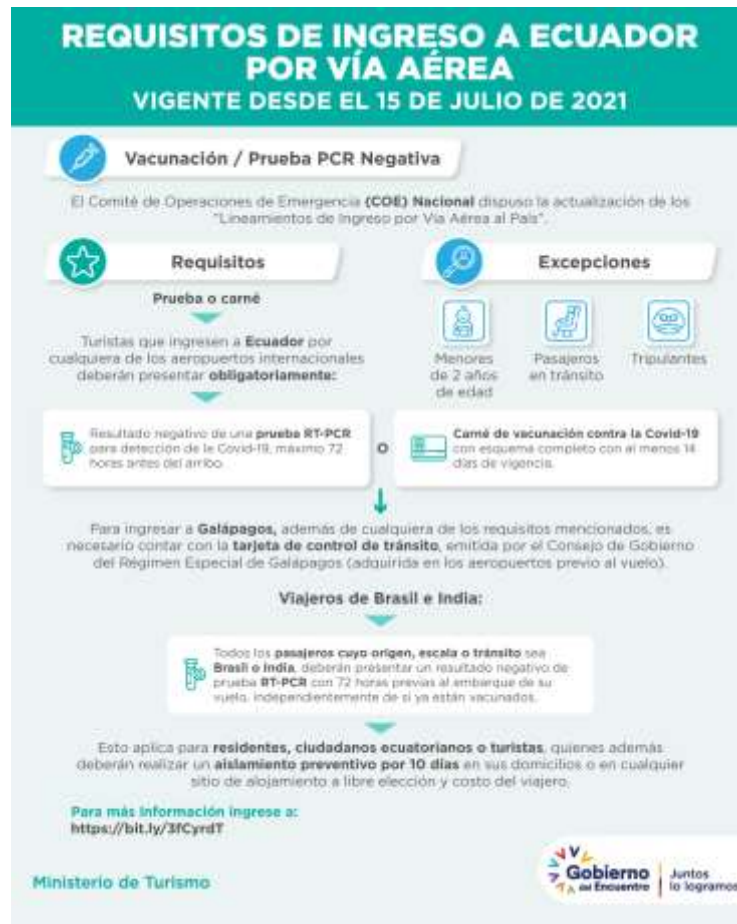 REQUISITOS DE INGRESO A ECUADOR
POR VÍA AÉREA
VIGENTE DESDE EL 15 DE JULIO DE 2021
Vacunación / Prueba PCR Negativa
El Comité de Operaciones de Emergencia (COE) Nacional dispuso la actualización de los
"Lineamientos de Ingreso por Vía Aérea al País".
Requisitos
Prueba o carné
Turistas que ingresen a Ecuador por
cualquiera de los aeropuertos internacionales
deberán presentar obligatoriamente:
Excepciones
Menores
de 2 años
de edad
Pasajeros
en tránsito
Tripulantes
Resultado negativo de una prueba RT-PCR
para detección de la Covid-19, máximo 72
horas antes del arribo.
O
Carné de vacunación contra la Covid-19
con esquema completo con al menos 14
días de vigencia.
Para ingresar a Galápagos, además de cualquiera de los requisitos mencionados, es
necesario contar con la tarjeta de control de tránsito, emitida por el Consejo de Gobierno
del Régimen Especial de Galápagos (adquirida en los aeropuertos previo al vuelo).
Viajeros de Brasil e India:
Todos los pasajeros cuyo origen, escala o tránsito sea
Brasil o India, deberán presentar un resultado negativo de
prueba RT-PCR con 72 horas previas al embarque de su
vuelo, independientemente de si ya están vacunados.
Esto aplica para residentes, ciudadanos ecuatorianos o turistas, quienes además
deberán realizar un aislamiento preventivo por 10 días en sus domicilios o en cualquier
sitio de alojamiento a libre elección y costo del viajero.
Para más información ingrese a:
https://bit.ly/3fCyrdT
Ministerio de Turismo
Gobierno
del Encuentro
Juntos
lo logramos